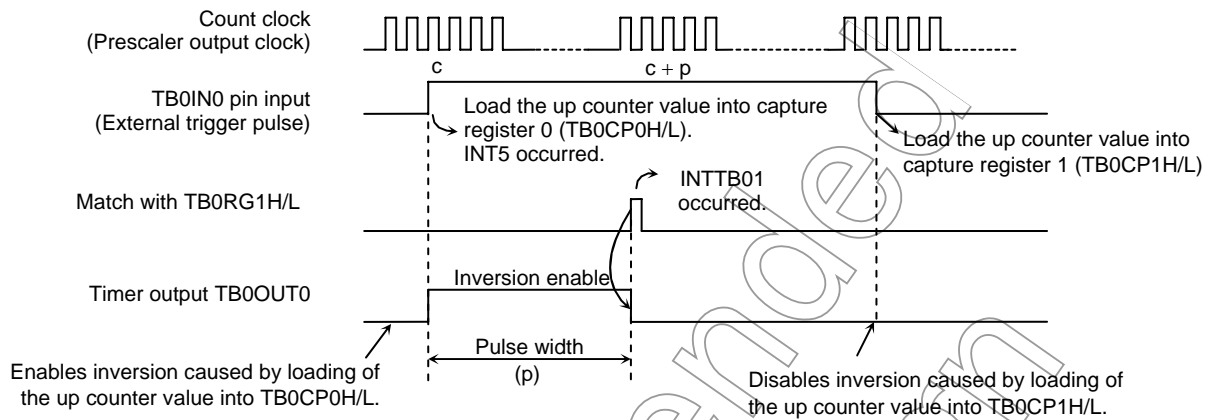 Count clock
(Prescaler output clock)
c
c + p
TB0IN0 pin input
(External trigger pulse)
Load the up counter value into capture
register 0 (TB0CP0H/L).
INT5 occurred.
Load the up counter value into
capture register 1 (TB0CP1H/L)
INTTB01
occurred.
Match with TB0RG1H/L
Inversion enable
Timer output TB0OUT0
Pulse width
(p)
Enables inversion caused by loading of
the up counter value into TB0CP0H/L.
Disables inversion caused by loading of
the up counter value into TB0CP1H/L.